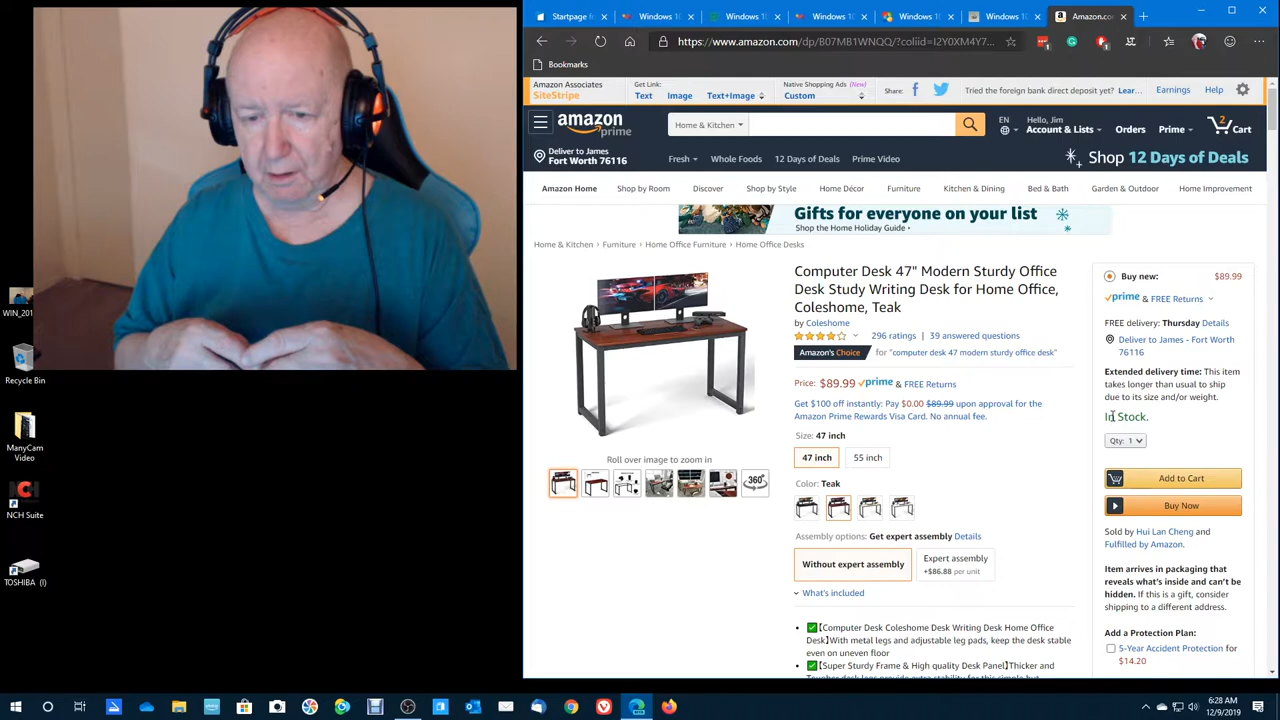 Startpage f
Windows 1
Windows 1
Windows 1
Windows 1
Windows 1
Amazon.co
https://www.amazon.com/dp/B07MB1WNQQ/?coliid=I2Y0XM4Y7...
Bookmarks
Amazon Associates
SiteStripe
Get Link:
Text Image Text+Image
Native Shopping Ads (New)
Custom
Share:
Tried the foreign bank direct deposit yet? Lear...
Earnings Help
amazon prime
Home & Kitchen
EN
Hello, Jim
Account & Lists
Orders
Prime
2
Cart
Deliver to James
Fort Worth 76116
Fresh Whole Foods 12 Days of Deals Prime Video
Shop 12 Days of Deals
Amazon Home Shop by Room Discover Shop by Style Home Décor Furniture Kitchen & Dining Bed & Bath Garden & Outdoor Home Improvement
Gifts for everyone on your list
Shop the Home Holiday Guide
Home & Kitchen › Furniture › Home Office Furniture › Home Office Desks
Computer Desk 47" Modern Sturdy Office
Desk Study Writing Desk for Home Office,
Coleshome, Teak
by Coleshome
296 ratings | 39 answered questions
Amazon's Choice for "computer desk 47 modern sturdy office desk"
Price: $89.99 prime & FREE Returns
Get $100 off instantly: Pay $0.00 $89.99 upon approval for the
Amazon Prime Rewards Visa Card. No annual fee.
Roll over image to zoom in
360°
Size: 47 inch
47 inch 55 inch
Color: Teak
Assembly options: Get expert assembly Details
Without expert assembly
Expert assembly
+$86.88 per unit
What's included
【Computer Desk Coleshome Desk Writing Desk Home Office
Desk】With metal legs and adjustable leg pads, keep the desk stable
even on uneven floor
【Super Sturdy Frame & High quality Desk Panel】Thicker and
Buy new: $89.99
prime & FREE Returns
FREE delivery: Thursday Details
Deliver to James - Fort Worth
76116
Extended delivery time: This item
takes longer than usual to ship
due to its size and/or weight.
In Stock.
Qty: 1
Add to Cart
Buy Now
Sold by Hui Lan Cheng and
Fulfilled by Amazon.
Item arrives in packaging that
reveals what's inside and can't be
hidden. If this is a gift, consider
shipping to a different address.
Add a Protection Plan:
5-Year Accident Protection for
$14.20
WIN_201
Recycle Bin
ManyCam
Video
NCH Suite
TOSHIBA (I)
6:28 AM
12/9/2019